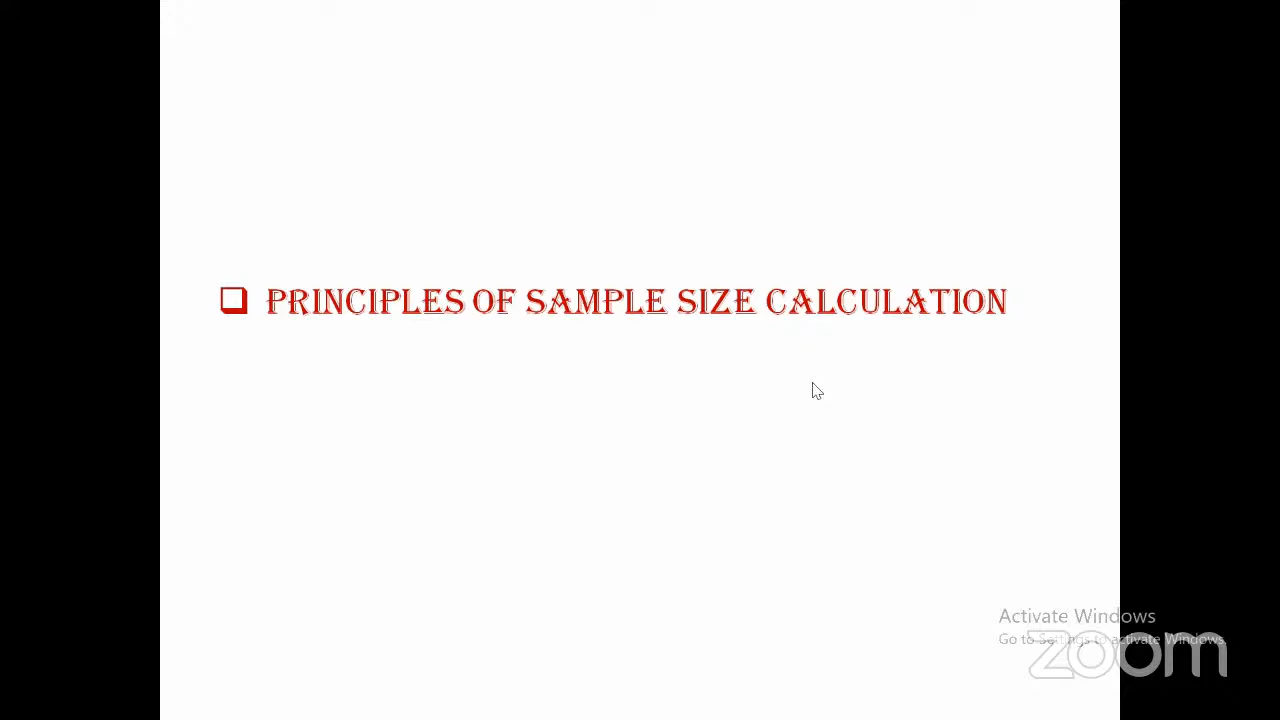 PRINCIPLES OF SAMPLE SIZE CALCULATION
Activate Windows
Go to Settings to activate Windows.
zoom